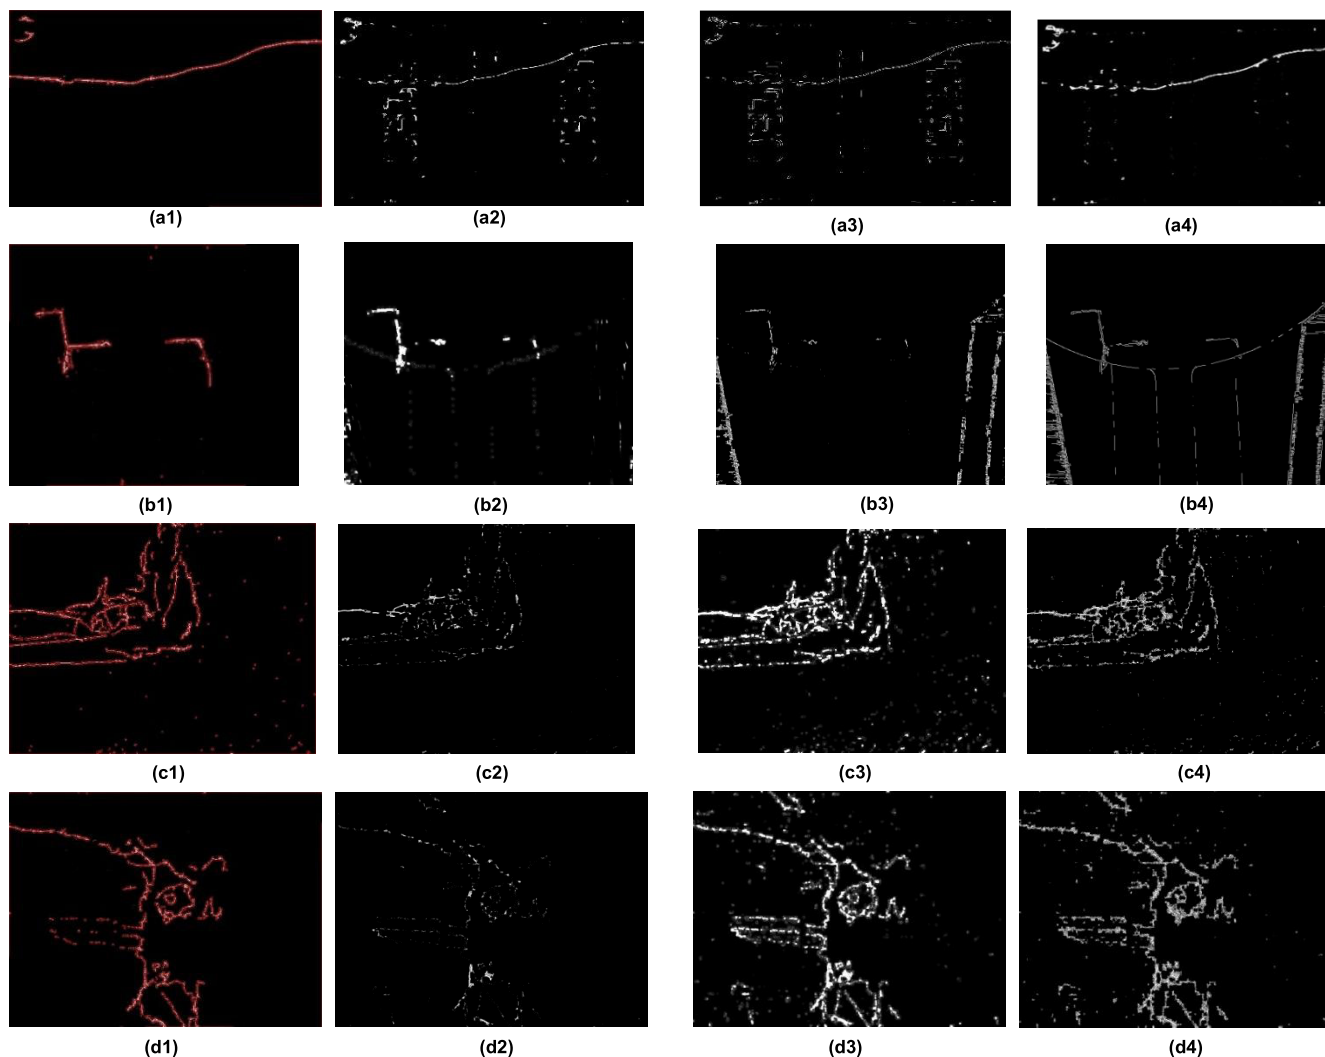 (a1) (a2) (a3) (a4)
(b1) (b2) (b3) (b4)
(c1) (c2) (c3) (c4)
(d1) (d2) (d3) (d4)